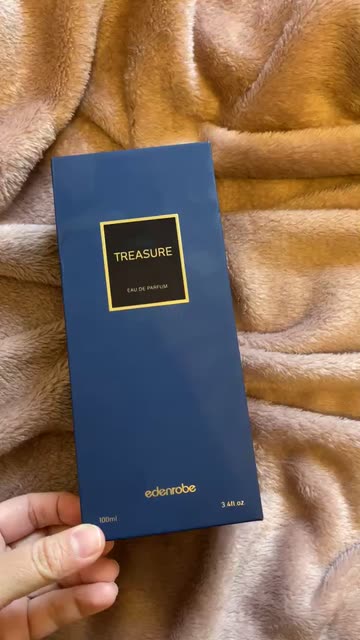 TREASURE
EAU DE PARFUM
edenrobe
100ml
3.4fl.oz